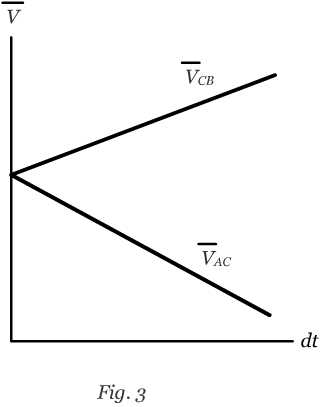 V
V_CB
V_AC
dt
Fig. 3